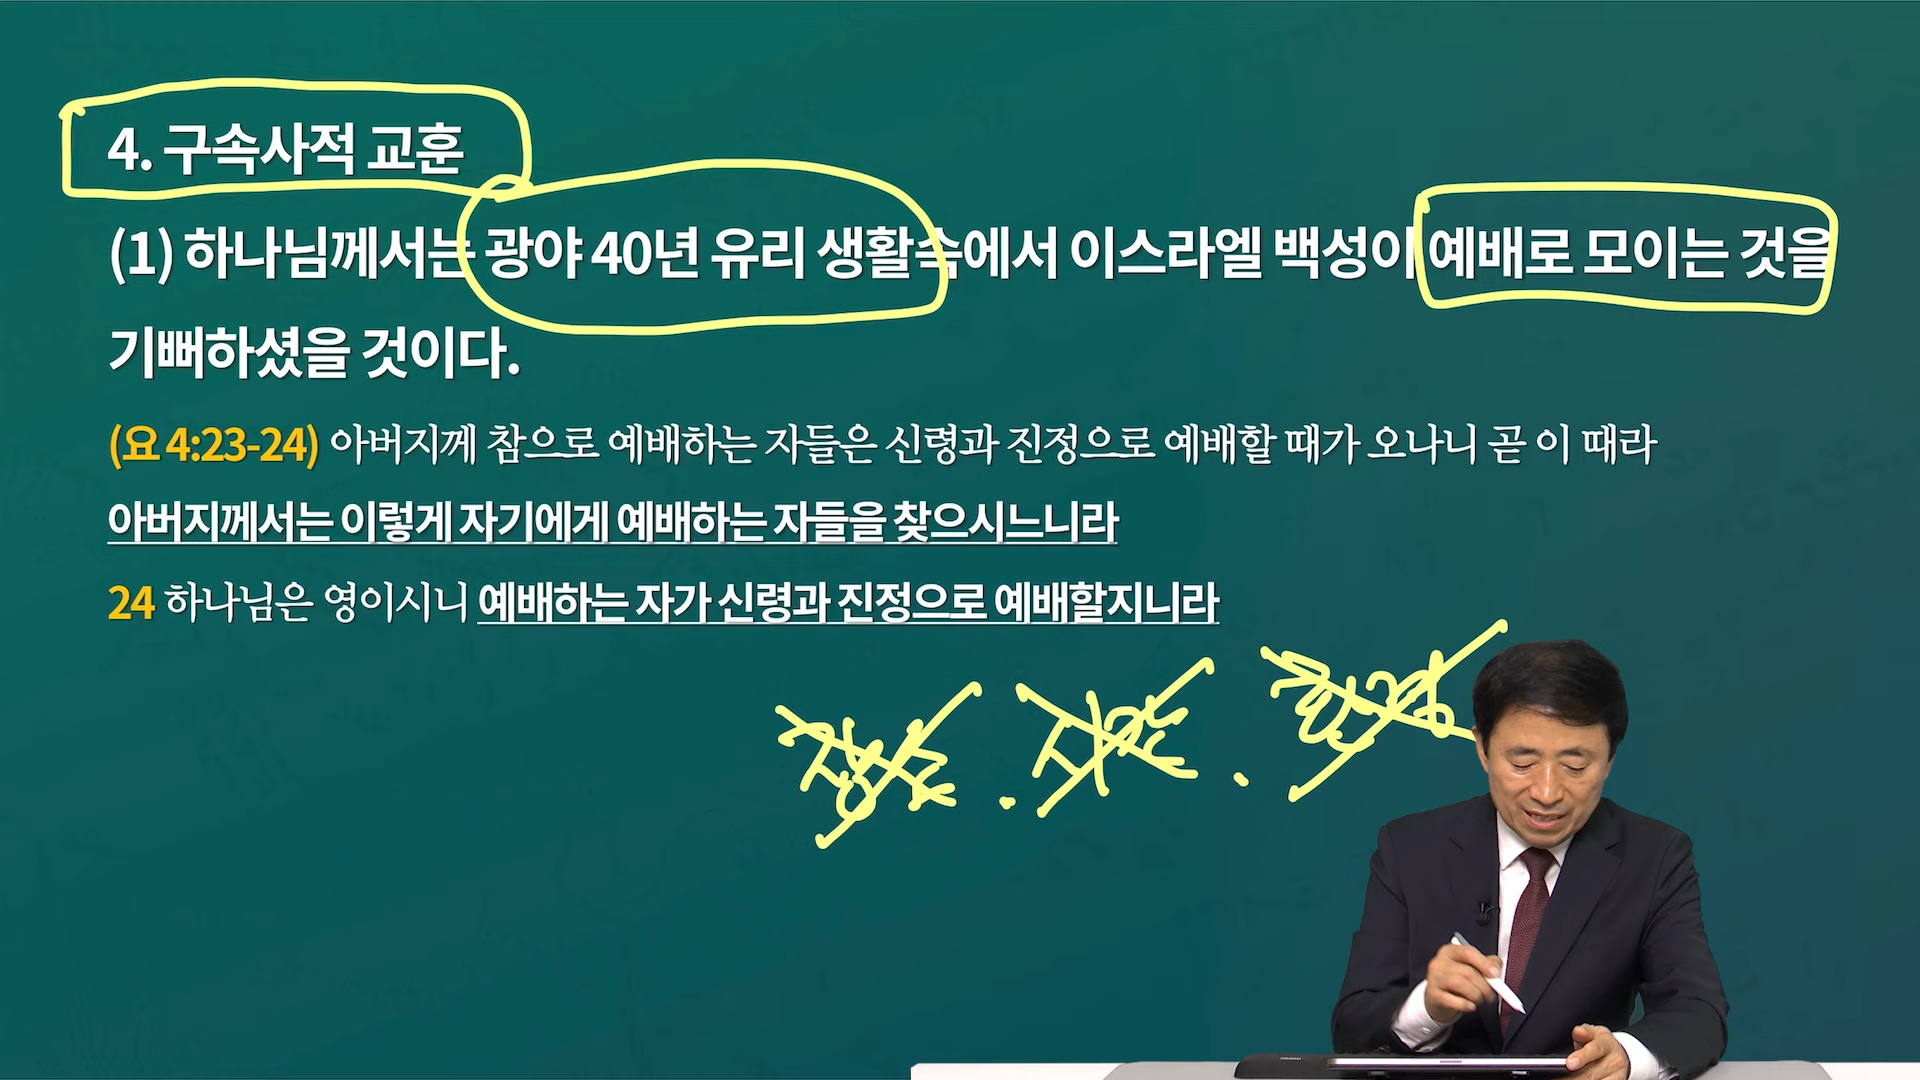 4. 구속사적 교훈
(1) 하나님께서는 광야 40년 유리 생활속에서 이스라엘 백성이 예배로 모이는 것을
기뻐하셨을 것이다.
(요 4:23-24) 아버지께 참으로 예배하는 자들은 신령과 진정으로 예배할 때가 오나니 곧 이 때라
아버지께서는 이렇게 자기에게 예배하는 자들을 찾으시느니라
24 하나님은 영이시니 예배하는 자가 신령과 진정으로 예배할지니라